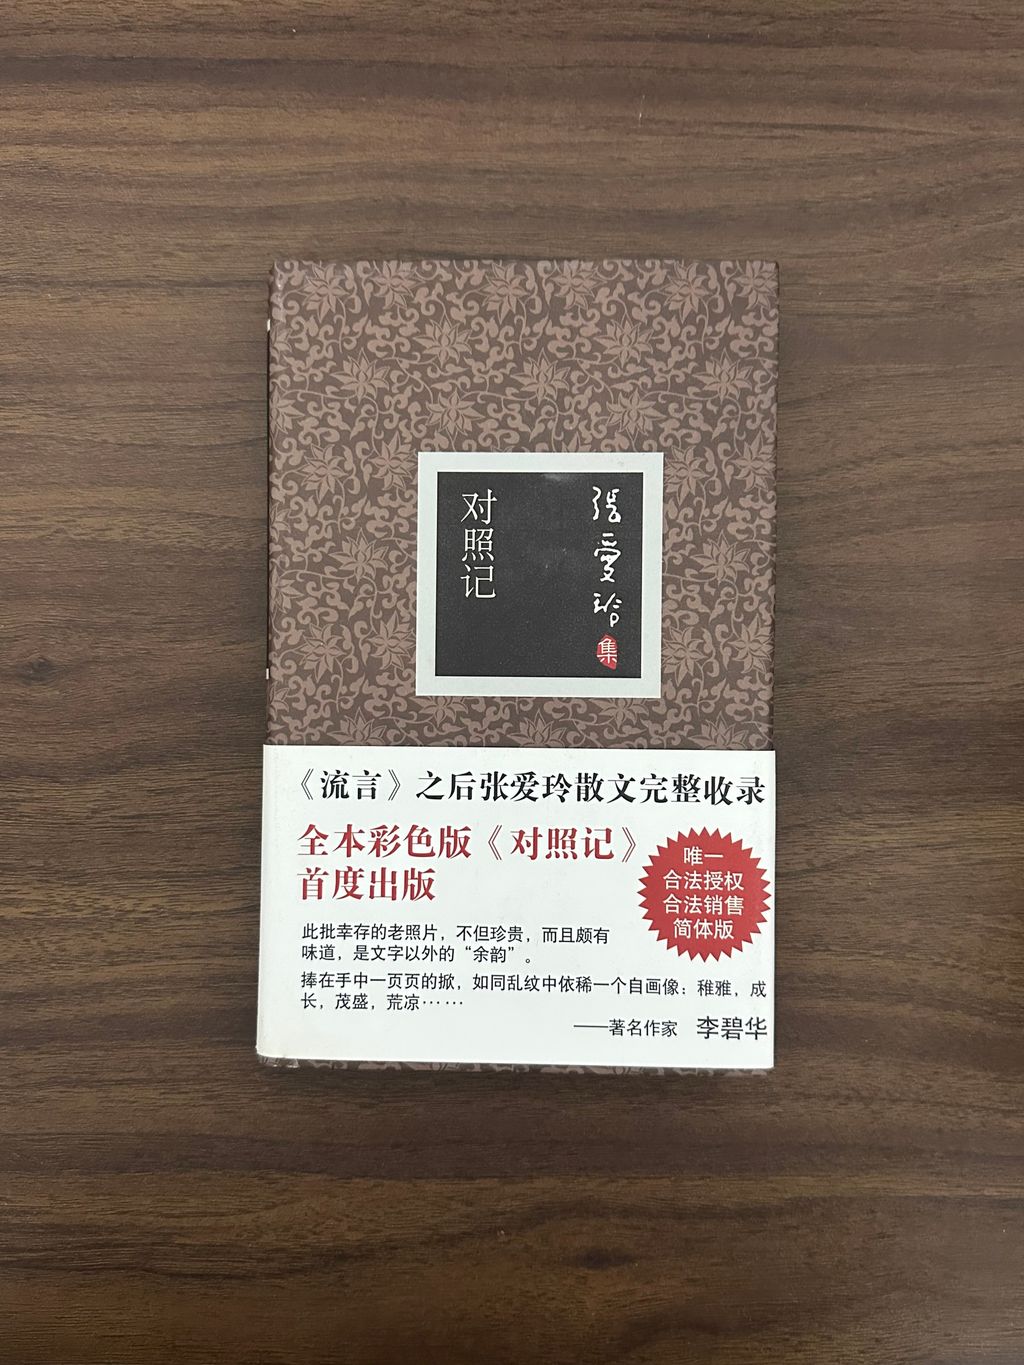 张爱玲
集
对照记
《流言》之后张爱玲散文完整收录
全本彩色版《对照记》
首度出版
唯一
合法授权
合法销售
简体版
此批幸存的老照片，不但珍贵，而且颇有
味道，是文字以外的“余韵”。
捧在手中一页页的掀，如同乱纹中依稀一个自画像：稚雅，成
长，茂盛，荒凉……
——著名作家 李碧华